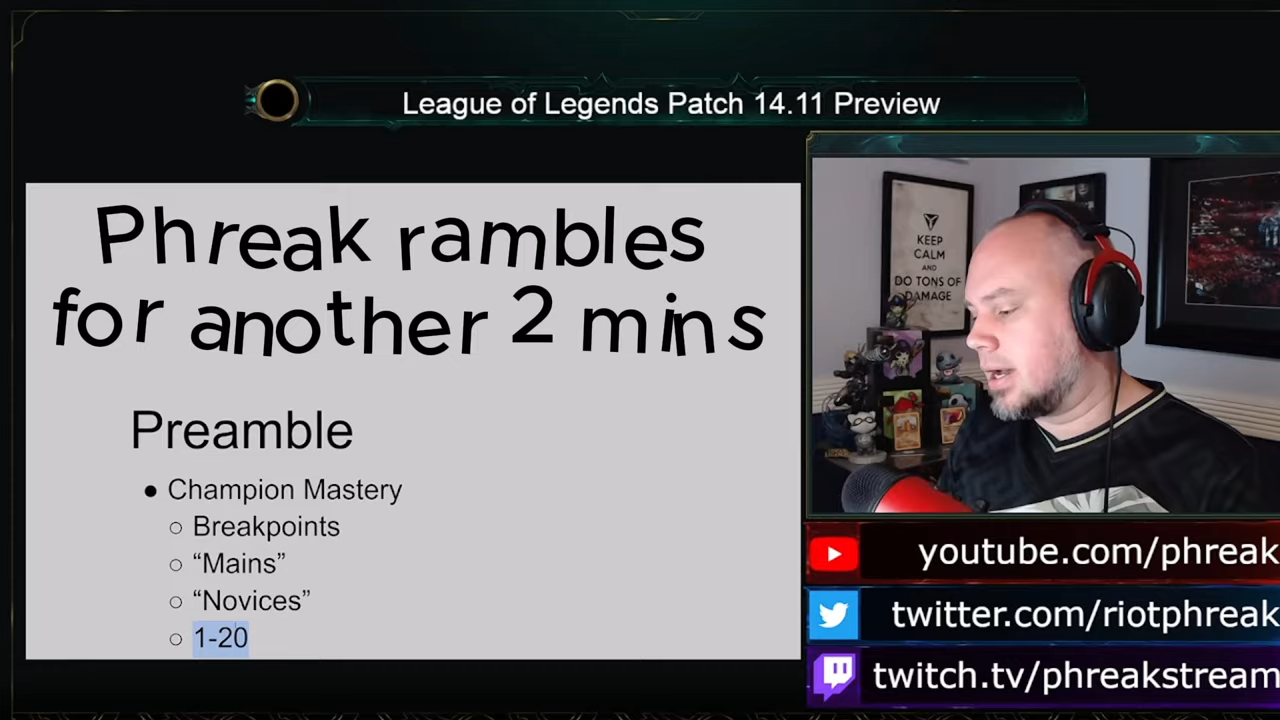 League of Legends Patch 14.11 Preview
Phreak rambles
for another 2 mins
Preamble
● Champion Mastery
○ Breakpoints
○ “Mains”
○ “Novices”
○ 1-20
KEEP
CALM
AND
DO TONS OF
DAMAGE
youtube.com/phreak
twitter.com/riotphreak
twitch.tv/phreakstream